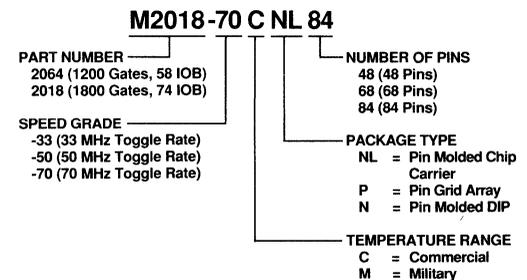 M2018-70 C NL 84
PART NUMBER
2064 (1200 Gates, 58 IOB)
2018 (1800 Gates, 74 IOB)
SPEED GRADE
-33 (33 MHz Toggle Rate)
-50 (50 MHz Toggle Rate)
-70 (70 MHz Toggle Rate)
NUMBER OF PINS
48 (48 Pins)
68 (68 Pins)
84 (84 Pins)
PACKAGE TYPE
NL = Pin Molded Chip
Carrier
P = Pin Grid Array
N = Pin Molded DIP
TEMPERATURE RANGE
C = Commercial
M = Military